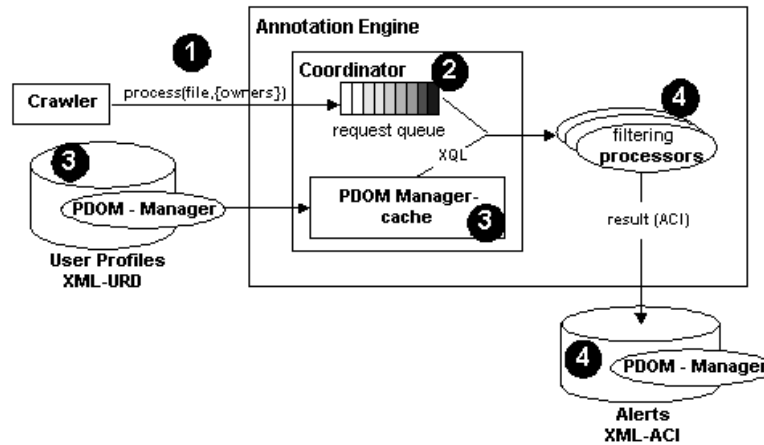 Annotation Engine
1
Coordinator
2
Crawler
process(file,{owners})
request queue
4
filtering
processors
XQL
3
PDOM - Manager
PDOM Manager-
cache
3
result (ACI)
User Profiles
XML-URD
4
PDOM - Manager
Alerts
XML-ACI